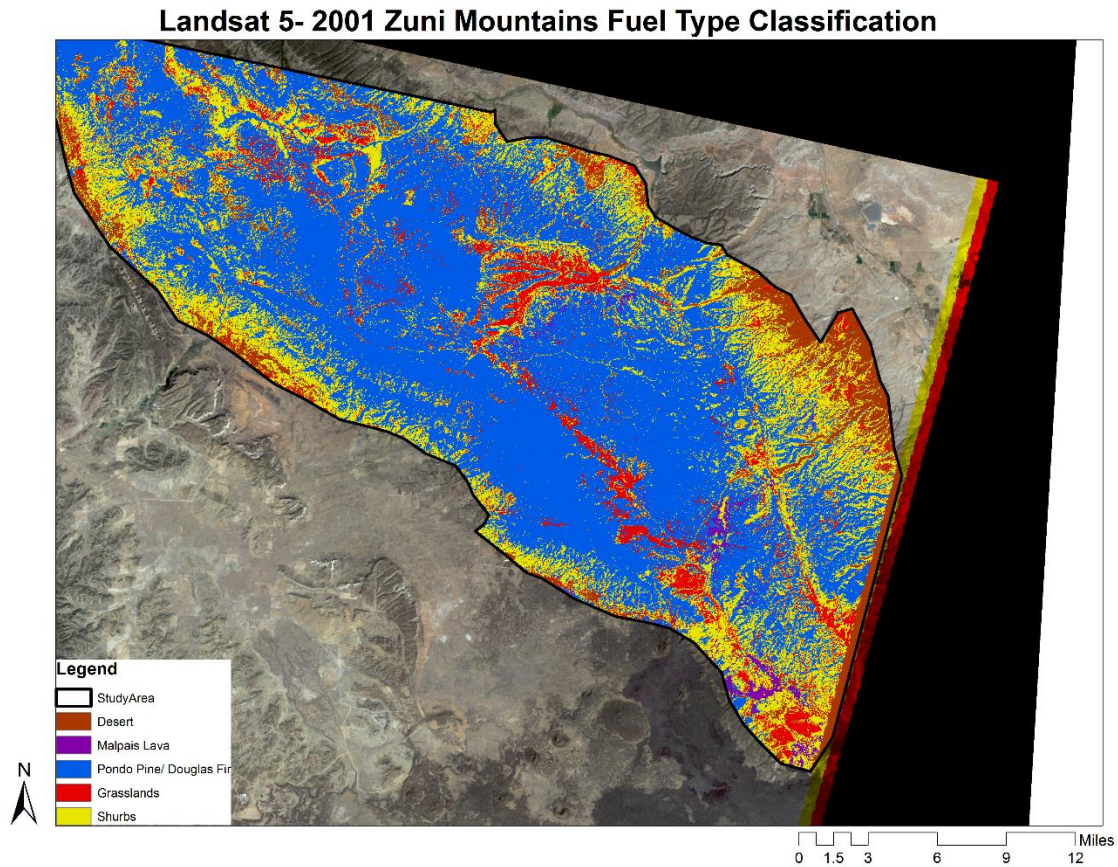 Landsat 5- 2001 Zuni Mountains Fuel Type Classification
Legend
StudyArea
Desert
Malpais Lava
Pondo Pine/ Douglas Fir
Grasslands
Shurbs
N
Miles
0 1.5 3 6 9 12